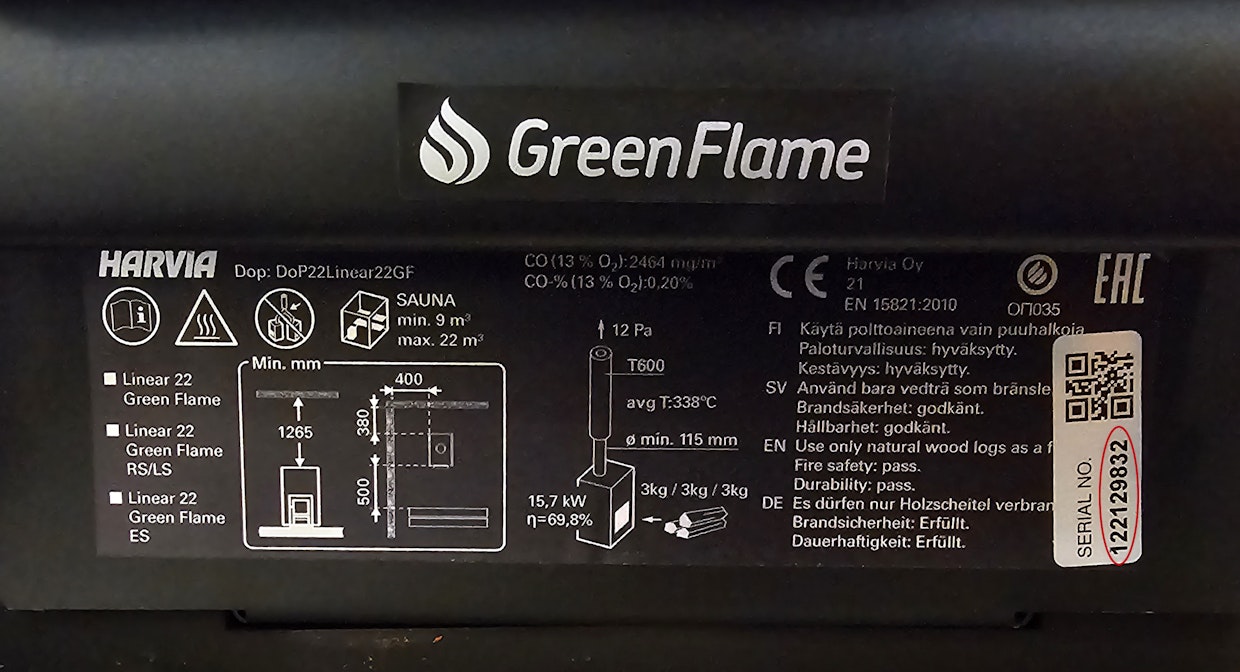 GreenFlame
HARVIA
Dop: DoP22Linear22GF
SAUNA
min. 9 m³
max. 22 m³
Linear 22
Green Flame
Linear 22
Green Flame
RS/LS
Linear 22
Green Flame
ES
Min. mm
1265
400
380
500
CO (13 % O₂):2464 mg/m³
CO-% (13 % O₂):0,20%
12 Pa
T600
avg T:338°C
ø min. 115 mm
15,7 kW
η=69,8%
3kg / 3kg / 3kg
CE
Harvia Oy
21
EN 15821:2010
ОП035
EAC
FI Käytä polttoaineena vain puuhalkoja
Paloturvallisuus: hyväksytty.
Kestävyys: hyväksytty.
SV Använd bara vedträ som bränsle
Brandsäkerhet: godkänt.
Hållbarhet: godkänt.
EN Use only natural wood logs as a f
Fire safety: pass.
Durability: pass.
DE Es dürfen nur Holzscheitel verbran
Brandsicherheit: Erfüllt.
Dauerhaftigkeit: Erfüllt.
SERIAL NO.
122129832